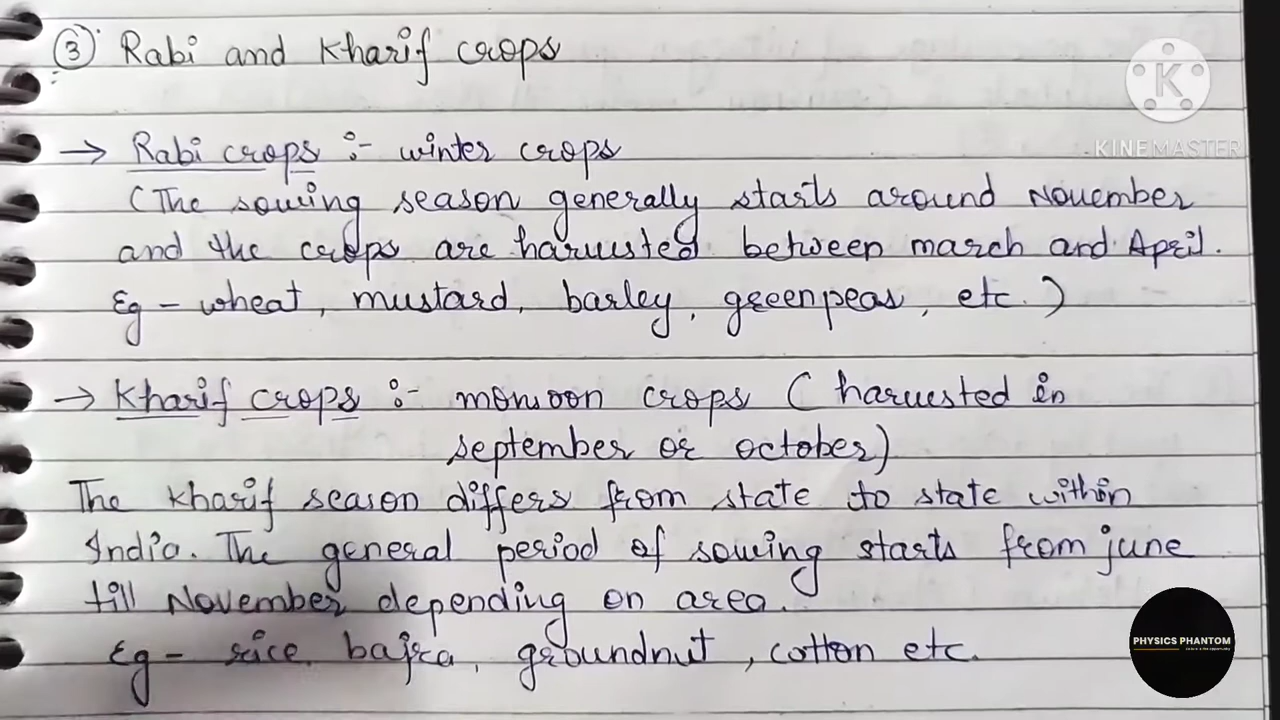 ③ Rabi and Kharif crops
K
KINEMASTER
→ Rabi crops :- winter crops
(The sowing season generally starts around November
and the crops are harvested between march and April.
Eg - wheat, mustard, barley, greenpeas, etc.)
→ Kharif crops :- monsoon crops (harvested in
september or october)
The Kharif season differs from state to state within
India. The general period of sowing starts from june
till November depending on area.
Eg - rice, bajra, groundnut, cotton etc.
PHYSICS PHANTOM